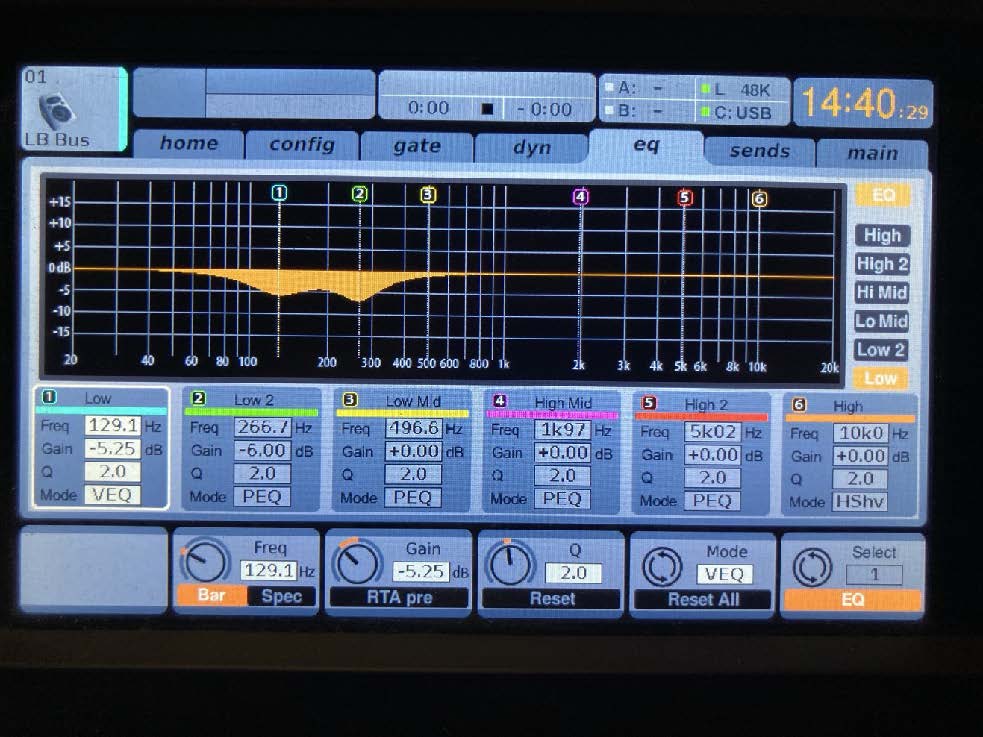 01
LB Bus
0:00 - 0:00
A: - L 48K
B: - C: USB
14:40:29
home config gate dyn eq sends main
1 2 3 4 5 6
+15
+10
+5
0dB
-5
-10
-15
20 40 60 80 100 200 300 400 500 600 800 1k 2k 3k 4k 5k 6k 8k 10k 20k
EQ
High
High 2
Hi Mid
Lo Mid
Low 2
Low
1 Low
Freq 129.1 Hz
Gain -5.25 dB
Q 2.0
Mode VEQ
2 Low 2
Freq 266.7 Hz
Gain -6.00 dB
Q 2.0
Mode PEQ
3 Low Mid
Freq 496.6 Hz
Gain +0.00 dB
Q 2.0
Mode PEQ
4 High Mid
Freq 1k97 Hz
Gain +0.00 dB
Q 2.0
Mode PEQ
5 High 2
Freq 5k02 Hz
Gain +0.00 dB
Q 2.0
Mode PEQ
6 High
Freq 10k0 Hz
Gain +0.00 dB
Q 2.0
Mode HShv
Freq
129.1 Hz
Bar Spec
Gain
-5.25 dB
RTA pre
Q
2.0
Reset
Mode
VEQ
Reset All
Select
1
EQ